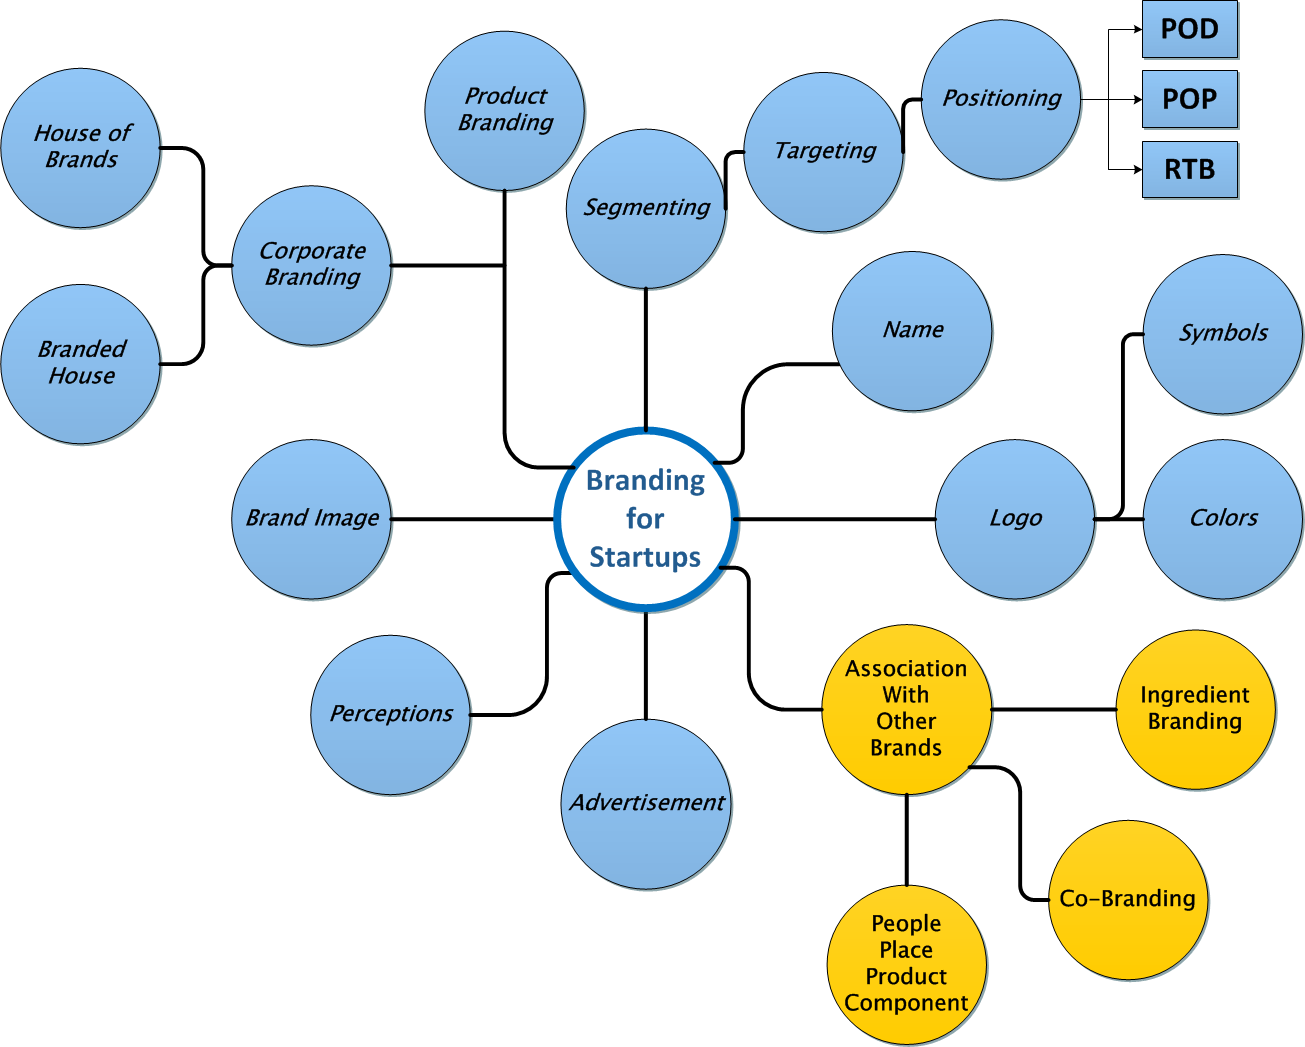 POD
Product
Branding
Positioning
POP
House of
Brands
Targeting
RTB
Segmenting
Corporate
Branding
Name
Symbols
Branded
House
Branding
for
Startups
Brand Image
Logo
Colors
Association
With
Other
Brands
Ingredient
Branding
Perceptions
Advertisement
Co-Branding
People
Place
Product
Component